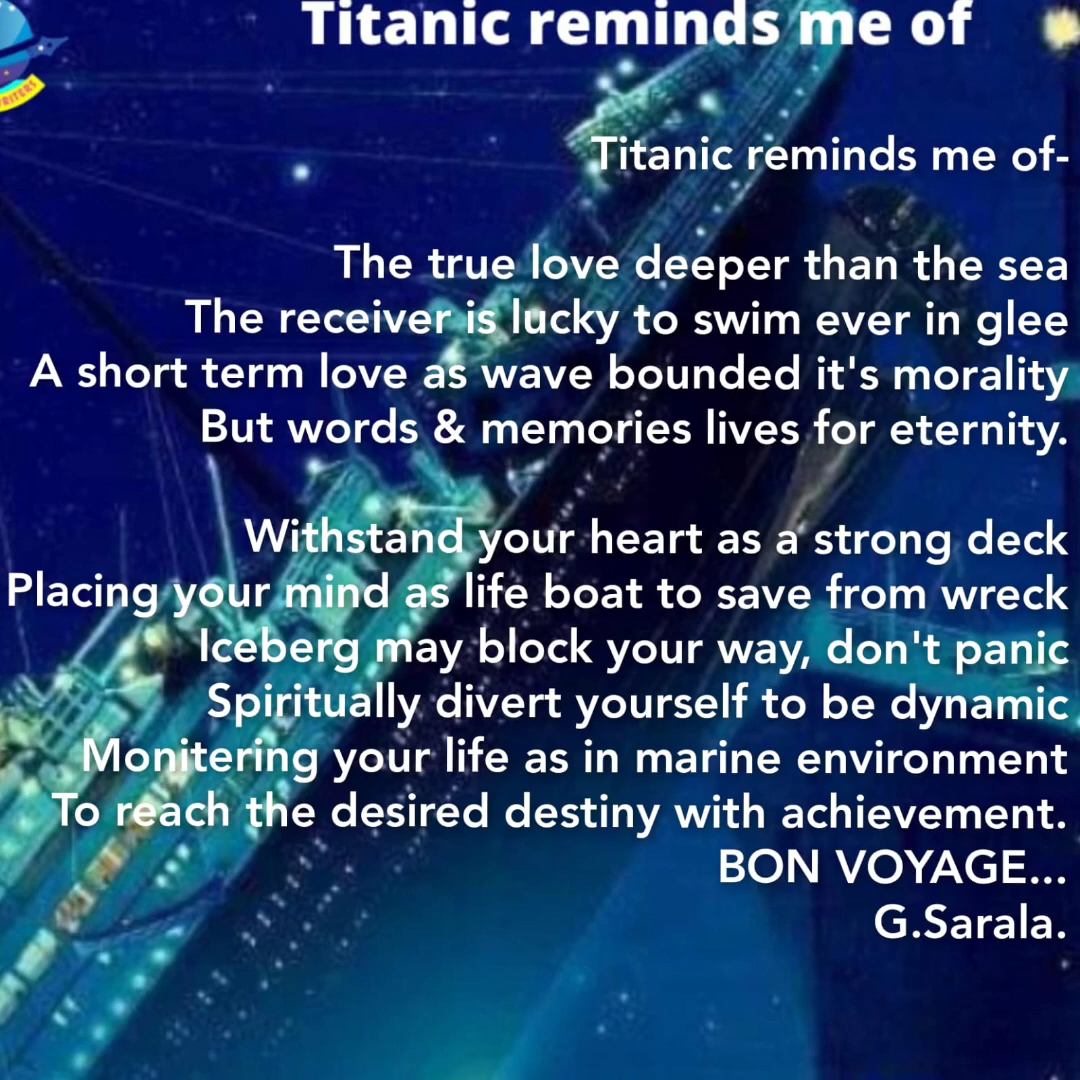 Titanic reminds me of
RITERS
Titanic reminds me of-
The true love deeper than the sea
The receiver is lucky to swim ever in glee
A short term love as wave bounded it's morality
But words & memories lives for eternity.
Withstand your heart as a strong deck
Placing your mind as life boat to save from wreck
Iceberg may block your way, don't panic
Spiritually divert yourself to be dynamic
Monitering your life as in marine environment
To reach the desired destiny with achievement.
BON VOYAGE...
G.Sarala.